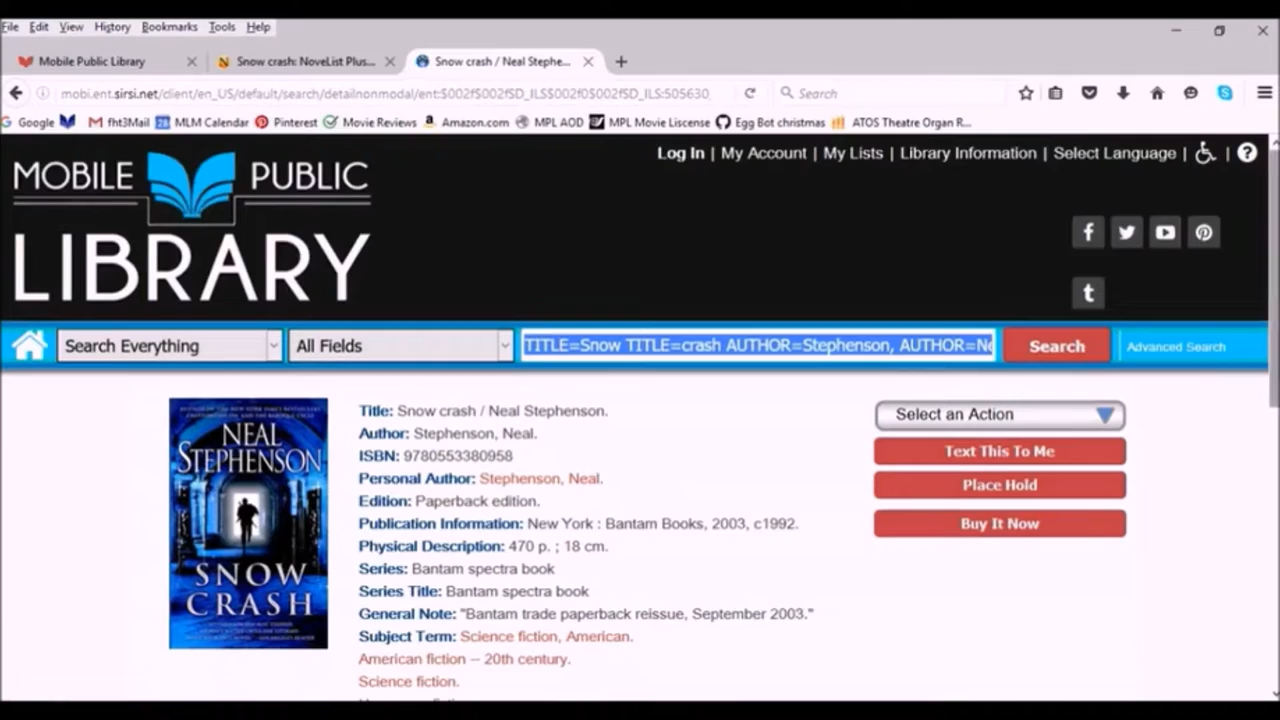 File Edit View History Bookmarks Tools Help
Mobile Public Library
Snow crash: NoveList Plus...
Snow crash / Neal Stephe...
mobi.ent.sirsi.net/client/en_US/default/search/detailnonmodal/ent:$002f$002fSD_ILS$002f0$002fSD_ILS:505630
Search
Google
fht3Mail
MLM Calendar
Pinterest
Movie Reviews
Amazon.com
MPL AOD
MPL Movie Liscense
Egg Bot christmas
ATOS Theatre Organ R...
Log In | My Account | My Lists | Library Information | Select Language |
MOBILE PUBLIC
LIBRARY
Search Everything
All Fields
TITLE=Snow TITLE=crash AUTHOR=Stephenson, AUTHOR=Ne
Search
Advanced Search
NEAL
STEPHENSON
SNOW
CRASH
Title: Snow crash / Neal Stephenson.
Author: Stephenson, Neal.
ISBN: 9780553380958
Personal Author: Stephenson, Neal.
Edition: Paperback edition.
Publication Information: New York : Bantam Books, 2003, c1992.
Physical Description: 470 p. ; 18 cm.
Series: Bantam spectra book
Series Title: Bantam spectra book
General Note: "Bantam trade paperback reissue, September 2003."
Subject Term: Science fiction, American.
American fiction -- 20th century.
Science fiction.
Select an Action
Text This To Me
Place Hold
Buy It Now